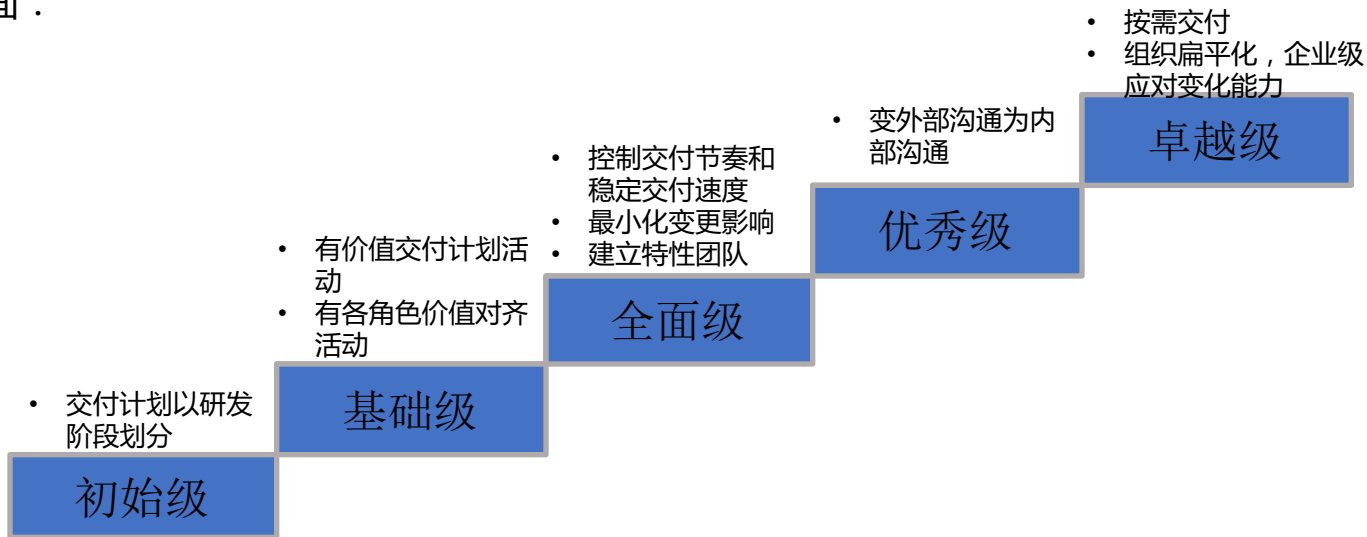 面：
• 交付计划以研发
阶段划分
初始级
• 有价值交付计划活
动
• 有各角色价值对齐
活动
基础级
• 控制交付节奏和
稳定交付速度
• 最小化变更影响
• 建立特性团队
全面级
• 变外部沟通为内
部沟通
优秀级
• 按需交付
• 组织扁平化，企业级
应对变化能力
卓越级